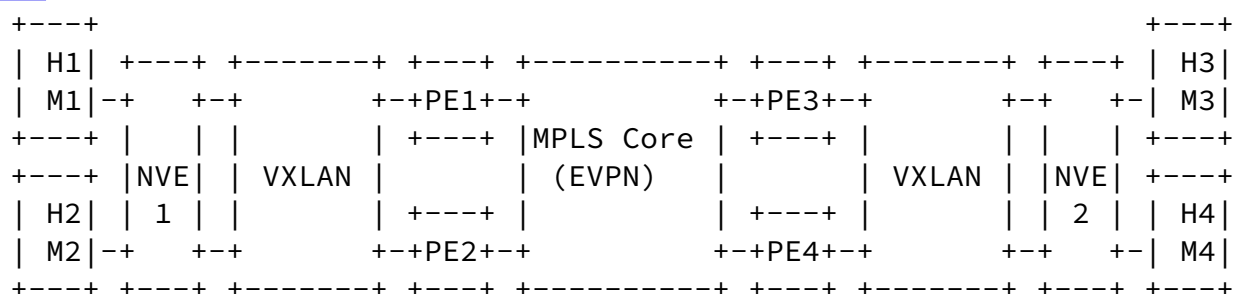 +---+                                                            +---+
| H1| +---+ +-------+ +---+ +----------+ +---+ +-------+ +---+ | H3|
| M1|-+   +-+       +-+PE1+-+          +-+PE3+-+       +-+   +-| M3|
+---+ |   | |       | +---+ |MPLS Core | +---+ |       | |   | +---+
+---+ |NVE| | VXLAN |       | (EVPN)   |       | VXLAN | |NVE| +---+
| H2| | 1 | |       | +---+ |          | +---+ |       | | 2 | | H4|
| M2|-+   +-+       +-+PE2+-+          +-+PE4+-+       +-+   +-| M4|
+---+ +---+ +-------+ +---+ +----------+ +---+ +-------+ +---+ +---+